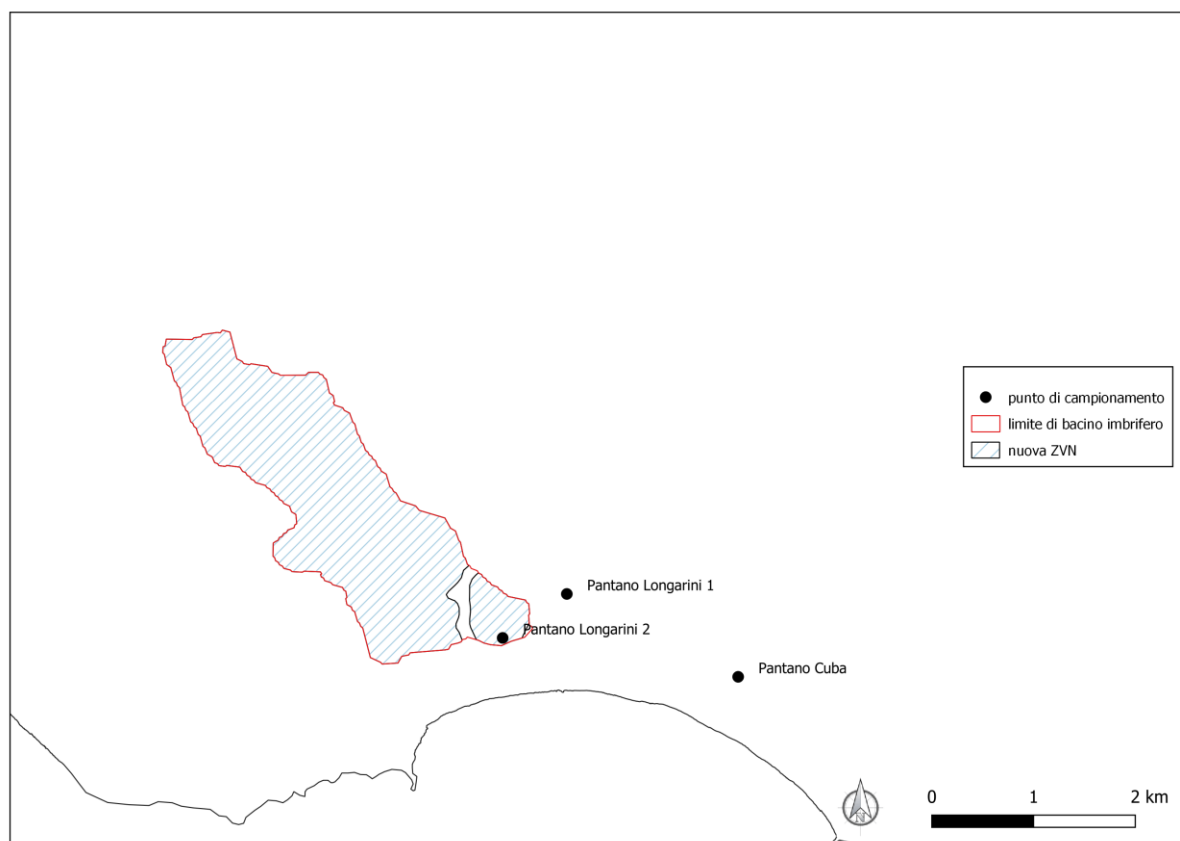 punto di campionamento
limite di bacino imbrifero
nuova ZVN
Pantano Longarini 1
Pantano Longarini 2
Pantano Cuba
N
0 1 2 km